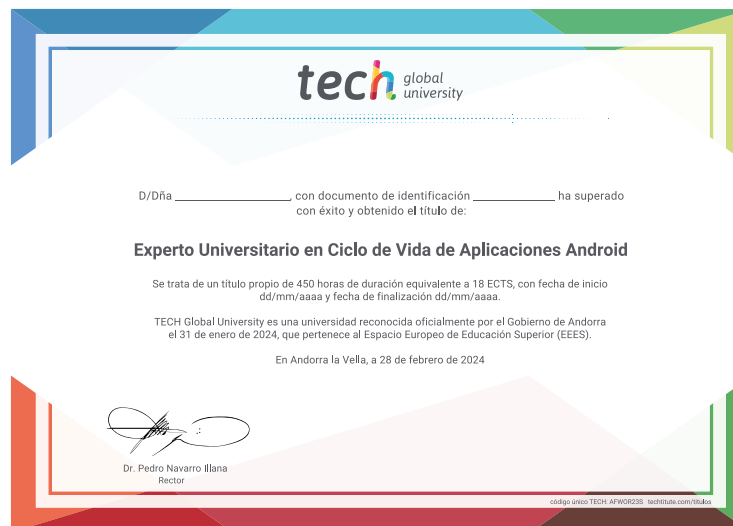 tech global
university
D/Dña ____________________, con documento de identificación ______________ ha superado
con éxito y obtenido el título de:
Experto Universitario en Ciclo de Vida de Aplicaciones Android
Se trata de un título propio de 450 horas de duración equivalente a 18 ECTS, con fecha de inicio
dd/mm/aaaa y fecha de finalización dd/mm/aaaa.
TECH Global University es una universidad reconocida oficialmente por el Gobierno de Andorra
el 31 de enero de 2024, que pertenece al Espacio Europeo de Educación Superior (EEES).
En Andorra la Vella, a 28 de febrero de 2024
Dr. Pedro Navarro Illana
Rector
código único TECH: AFWOR23S techtitute.com/titulos